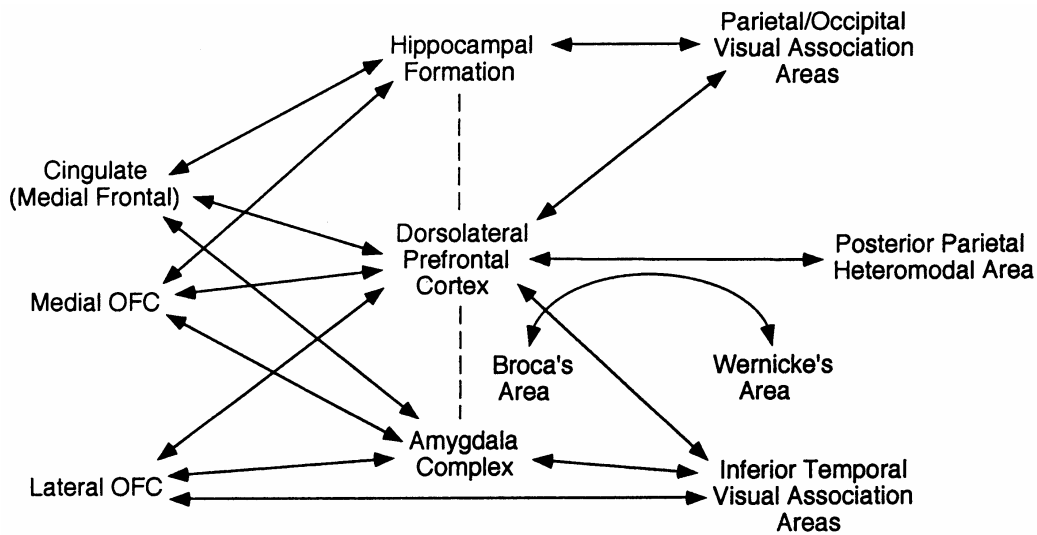 Hippocampal
Formation
Parietal/Occipital
Visual Association
Areas
Cingulate
(Medial Frontal)
Dorsolateral
Prefrontal
Cortex
Posterior Parietal
Heteromodal Area
Medial OFC
Broca's
Area
Wernicke's
Area
Amygdala
Complex
Lateral OFC
Inferior Temporal
Visual Association
Areas